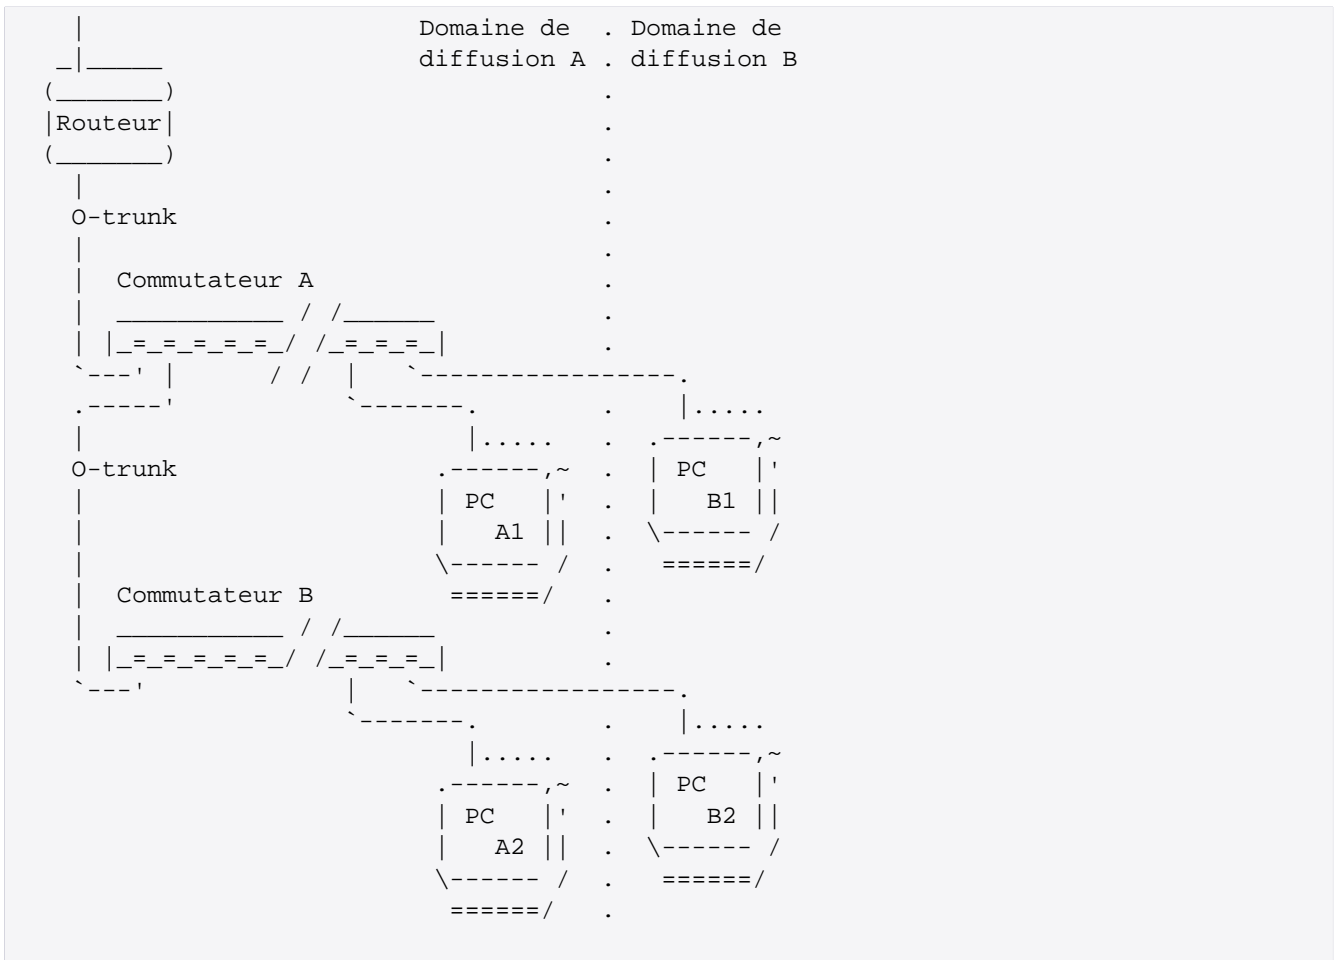 Domaine de . Domaine de
diffusion A . diffusion B
Routeur
O-trunk
Commutateur A
O-trunk
PC
B1
PC
A1
Commutateur B
PC
B2
PC
A2